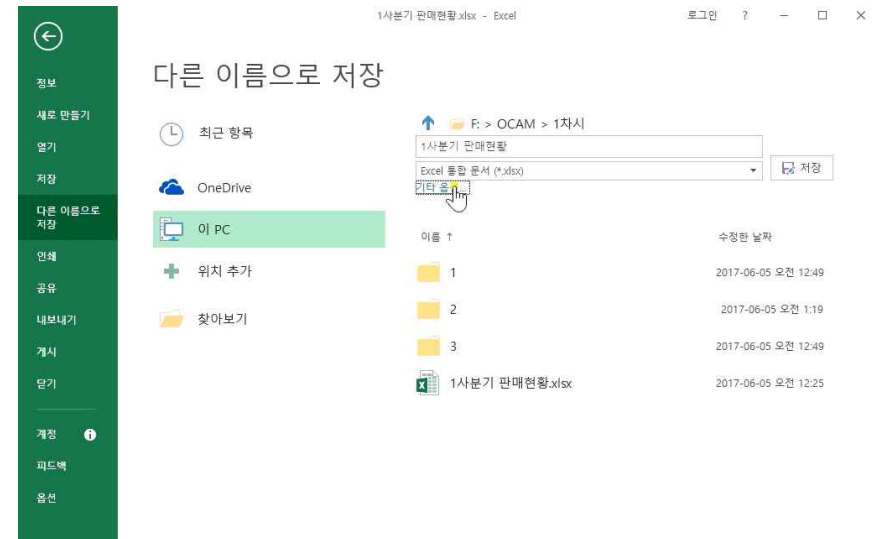 1사분기 판매현황.xlsx - Excel
로그인 ?
정보
새로 만들기
열기
저장
다른 이름으로
저장
인쇄
공유
내보내기
게시
닫기
계정
피드백
옵션
다른 이름으로 저장
최근 항목
OneDrive
이 PC
위치 추가
찾아보기
F: > OCAM > 1차시
1사분기 판매현황
Excel 통합 문서 (*.xlsx)
저장
기타
이름 ↑ 수정한 날짜
1 2017-06-05 오전 12:49
2 2017-06-05 오전 1:19
3 2017-06-05 오전 12:49
1사분기 판매현황.xlsx 2017-06-05 오전 12:25